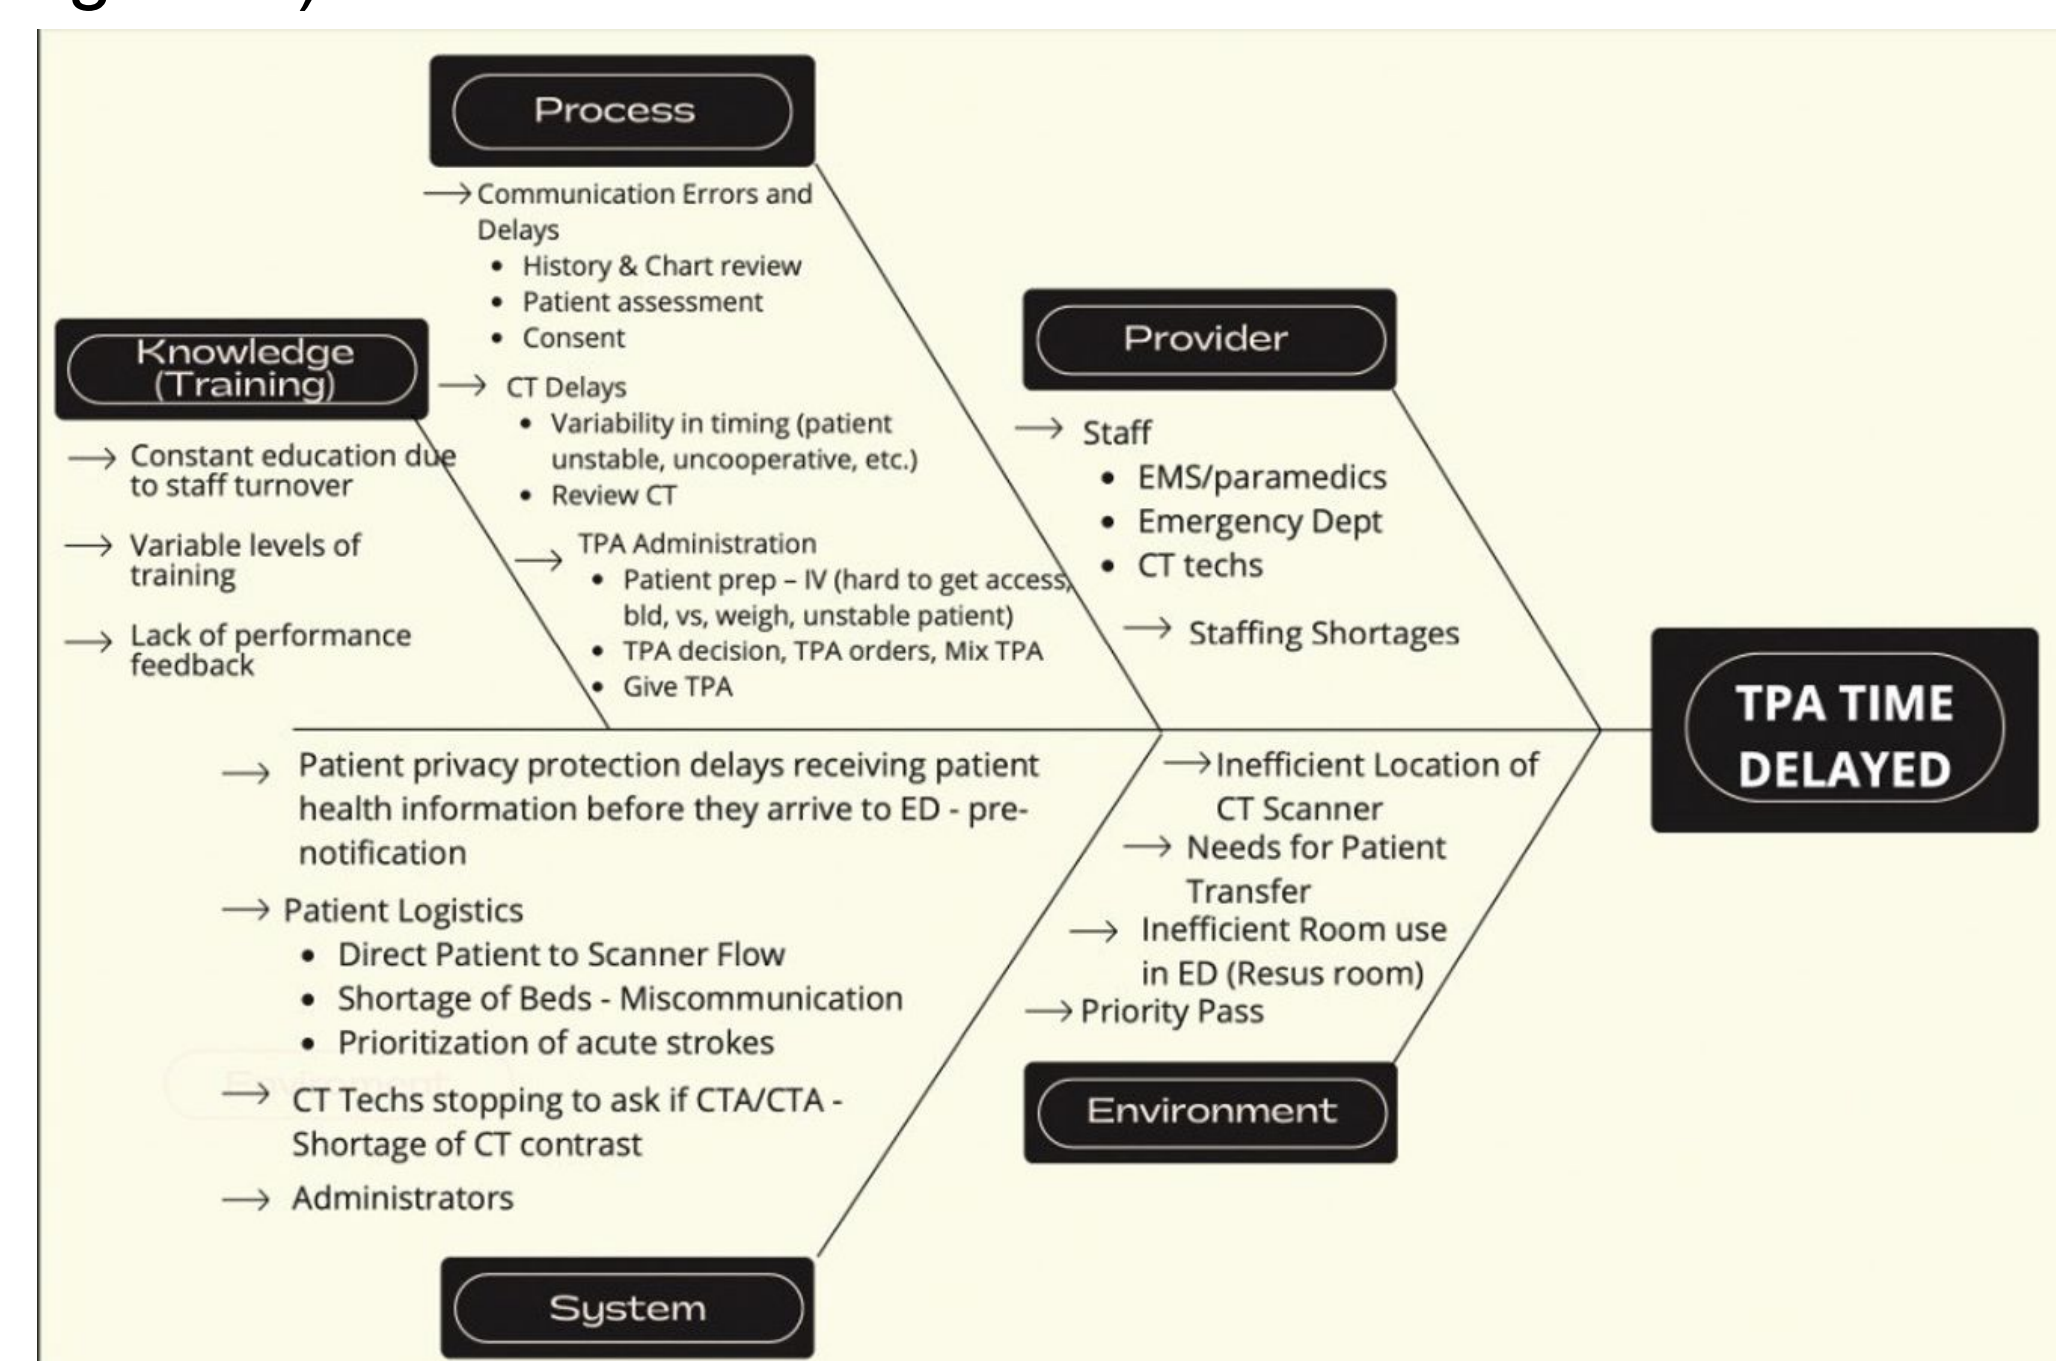 Process
Communication Errors and
Delays
• History & Chart review
• Patient assessment
• Consent
CT Delays
• Variability in timing (patient
unstable, uncooperative, etc.)
• Review CT
TPA Administration
• Patient prep – IV (hard to get access,
bld, vs, weigh, unstable patient)
• TPA decision, TPA orders, Mix TPA
• Give TPA
Knowledge
(Training)
Constant education due
to staff turnover
Variable levels of
training
Lack of performance
feedback
Provider
Staff
• EMS/paramedics
• Emergency Dept
• CT techs
Staffing Shortages
TPA TIME
DELAYED
Patient privacy protection delays receiving patient
health information before they arrive to ED - pre-
notification
Patient Logistics
• Direct Patient to Scanner Flow
• Shortage of Beds - Miscommunication
• Prioritization of acute strokes
CT Techs stopping to ask if CTA/CTA -
Shortage of CT contrast
Administrators
System
Inefficient Location of
CT Scanner
Needs for Patient
Transfer
Inefficient Room use
in ED (Resus room)
Priority Pass
Environment